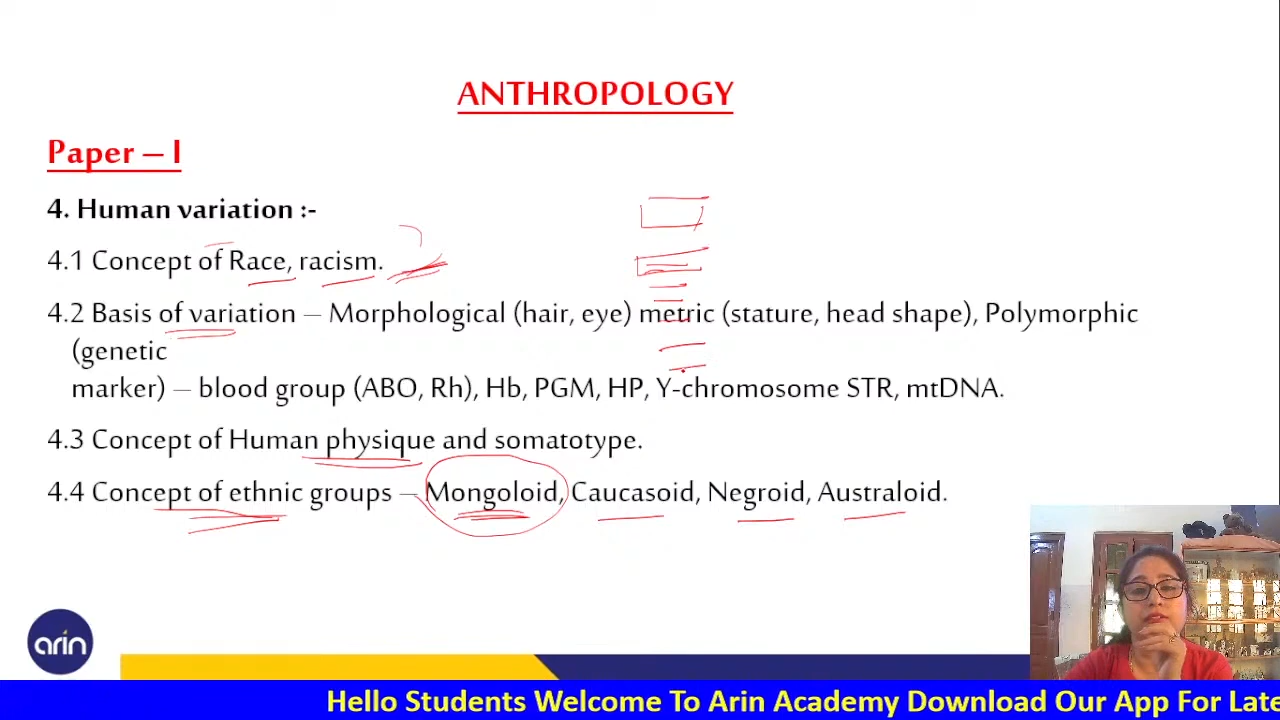 ANTHROPOLOGY
Paper – I
4. Human variation :-
4.1 Concept of Race, racism.
4.2 Basis of variation – Morphological (hair, eye) metric (stature, head shape), Polymorphic
(genetic
marker) – blood group (ABO, Rh), Hb, PGM, HP, Y-chromosome STR, mtDNA.
4.3 Concept of Human physique and somatotype.
4.4 Concept of ethnic groups – Mongoloid, Caucasoid, Negroid, Australoid.
arin
Hello Students Welcome To Arin Academy Download Our App For Late